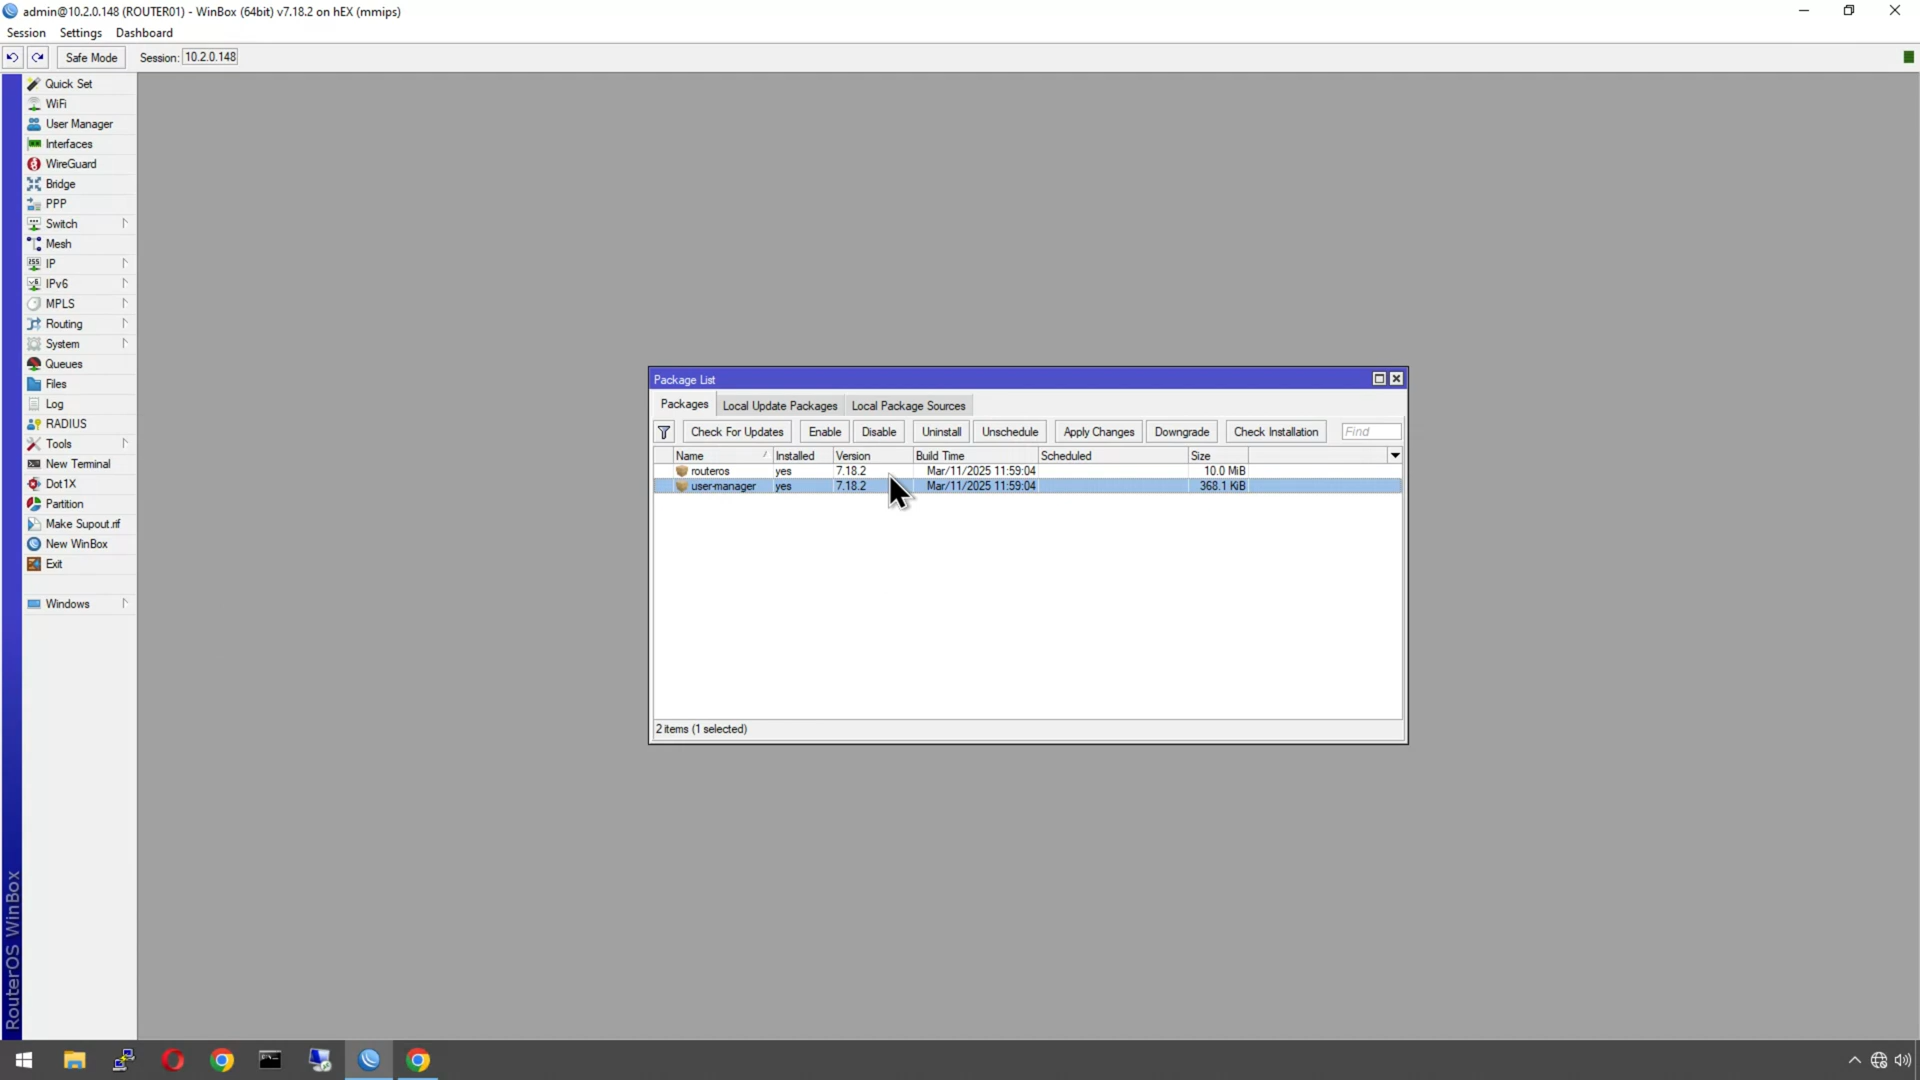 admin@10.2.0.148 (ROUTER01) - WinBox (64bit) v7.18.2 on hEX (mmips)
Session Settings Dashboard
Safe Mode Session: 10.2.0.148
Quick Set
WiFi
User Manager
Interfaces
WireGuard
Bridge
PPP
Switch
Mesh
IP
IPv6
MPLS
Routing
System
Queues
Files
Log
RADIUS
Tools
New Terminal
Dot1X
Partition
Make Supout.rif
New WinBox
Exit
Windows
RouterOS WinBox
Package List
Packages Local Update Packages Local Package Sources
Check For Updates Enable Disable Uninstall Unschedule Apply Changes Downgrade Check Installation Find
Name Installed Version Build Time Scheduled Size
routeros yes 7.18.2 Mar/11/2025 11:59:04 10.0 MiB
user-manager yes 7.18.2 Mar/11/2025 11:59:04 368.1 KiB
2 items (1 selected)